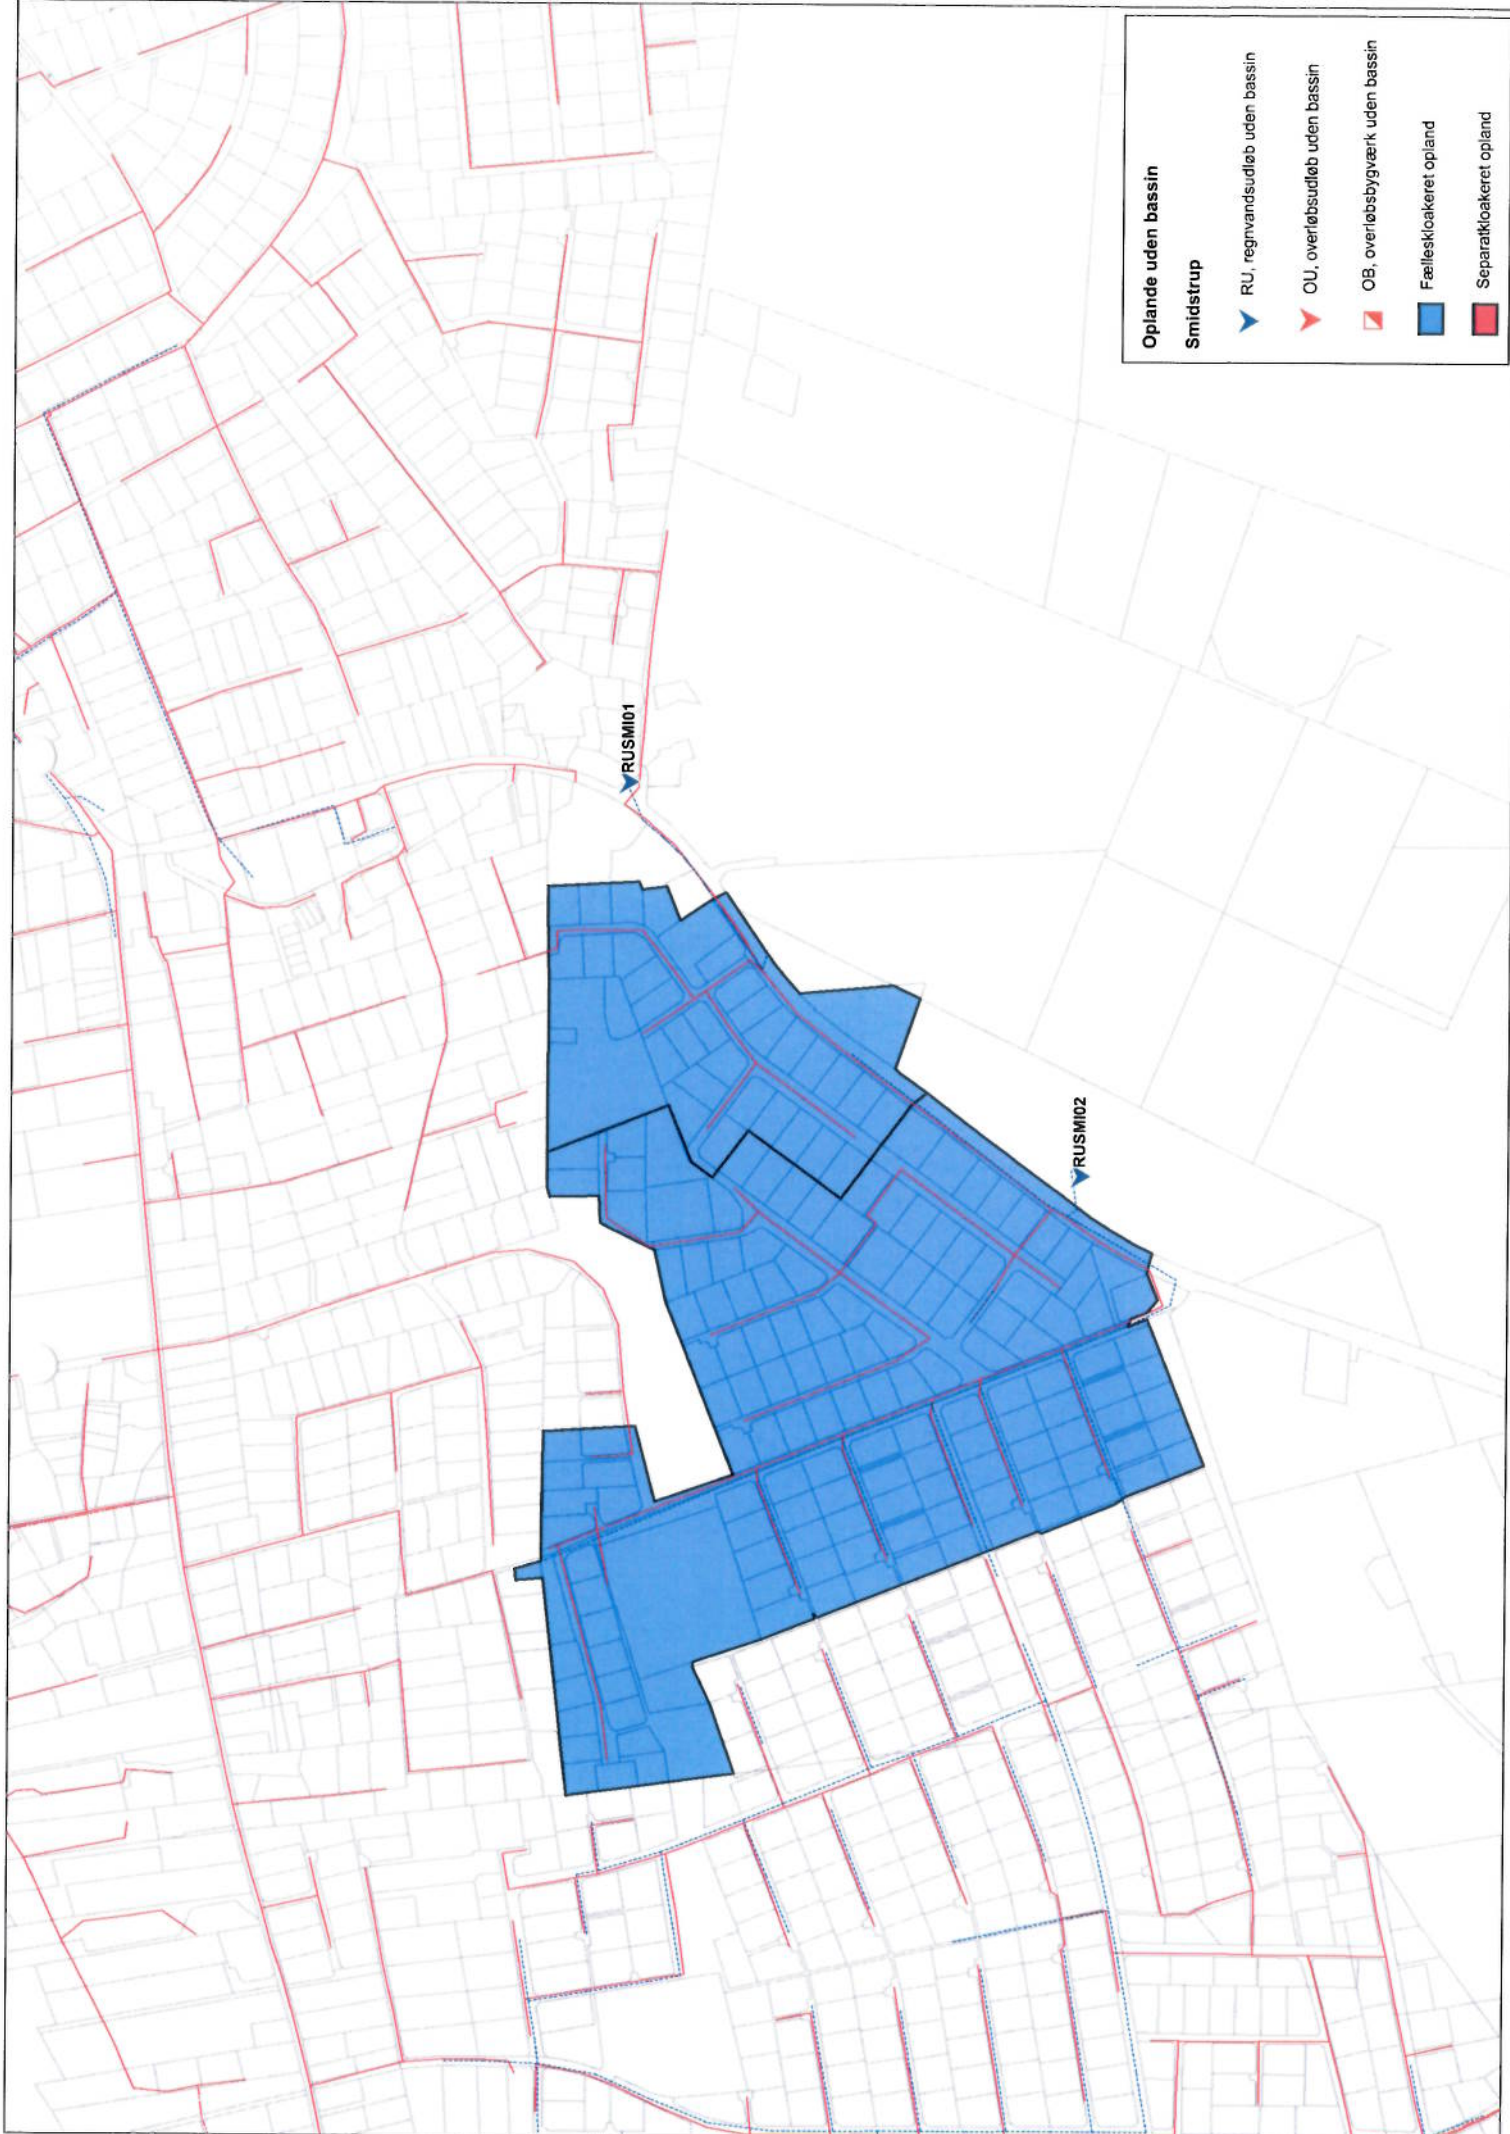 Oplande uden bassin
Smidstrup
RU, regnvandsudløb uden bassin
OU, overløbsudløb uden bassin
OB, overløbsbygværk uden bassin
Fælleskloakeret opland
Separatkloakeret opland
RUSMI01
RUSMI02